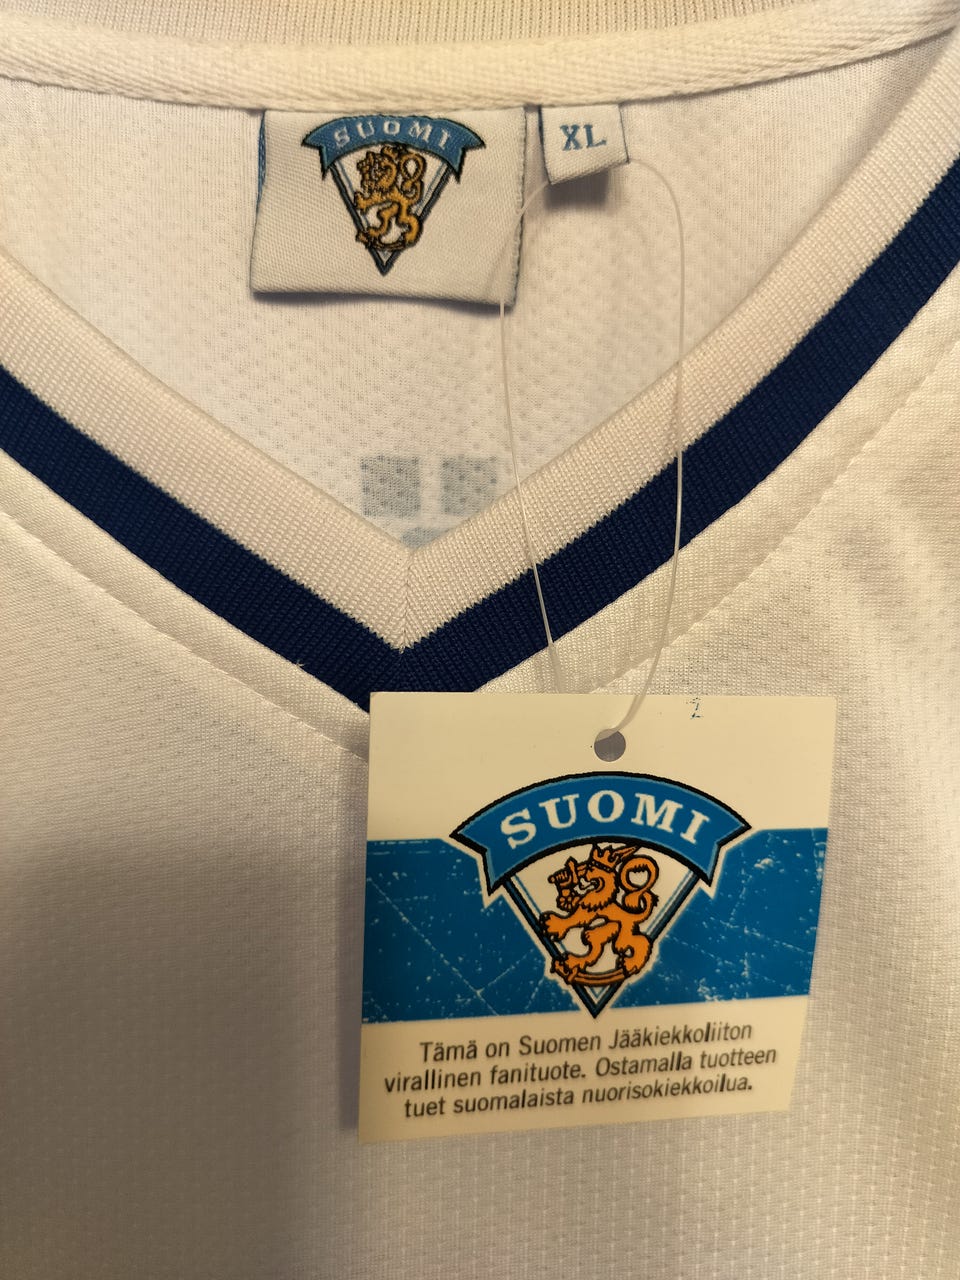 SUOMI
XL
SUOMI
Tämä on Suomen Jääkiekkoliiton
virallinen fanituote. Ostamalla tuotteen
tuet suomalaista nuorisokiekkoilua.